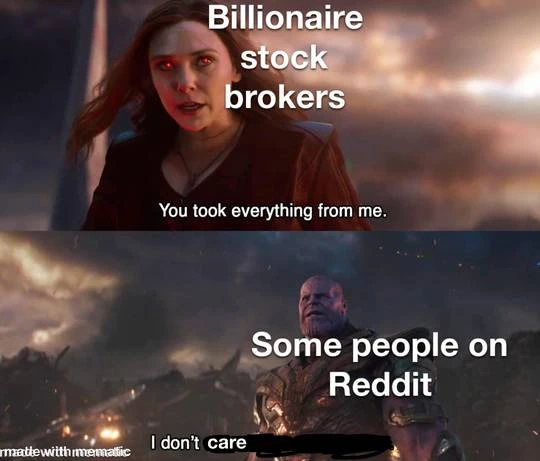 Billionaire
stock
brokers
You took everything from me.
Some people on
Reddit
I don't care
made with mematic